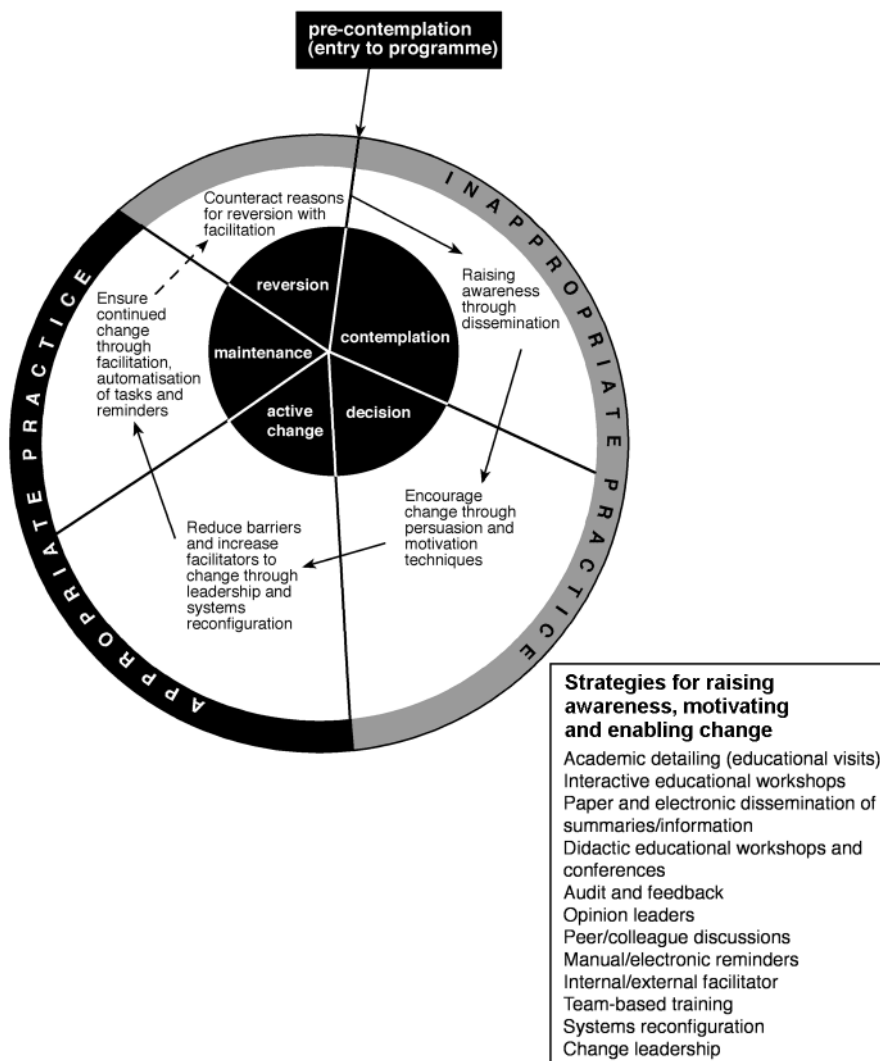 pre-contemplation
(entry to programme)
INAPPROPRIATE PRACTICE
APPROPRIATE PRACTICE
Counteract reasons
for reversion with
facilitation
Raising
awareness
through
dissemination
Encourage
change through
persuasion and
motivation
techniques
Reduce barriers
and increase
facilitators to
change through
leadership and
systems
reconfiguration
Ensure
continued
change
through
facilitation,
automatisation
of tasks and
reminders
reversion
contemplation
maintenance
active
change
decision
Strategies for raising
awareness, motivating
and enabling change
Academic detailing (educational visits)
Interactive educational workshops
Paper and electronic dissemination of
summaries/information
Didactic educational workshops and
conferences
Audit and feedback
Opinion leaders
Peer/colleague discussions
Manual/electronic reminders
Internal/external facilitator
Team-based training
Systems reconfiguration
Change leadership